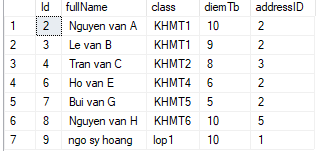 Id fullName class diemTb addressID
1 2 Nguyen van A KHMT1 10 2
2 3 Le van B KHMT1 9 2
3 4 Tran van C KHMT2 8 3
4 6 Ho van E KHMT4 6 2
5 7 Bui van G KHMT5 5 2
6 8 Nguyen van H KHMT6 10 5
7 9 ngo sy hoang lop1 10 1